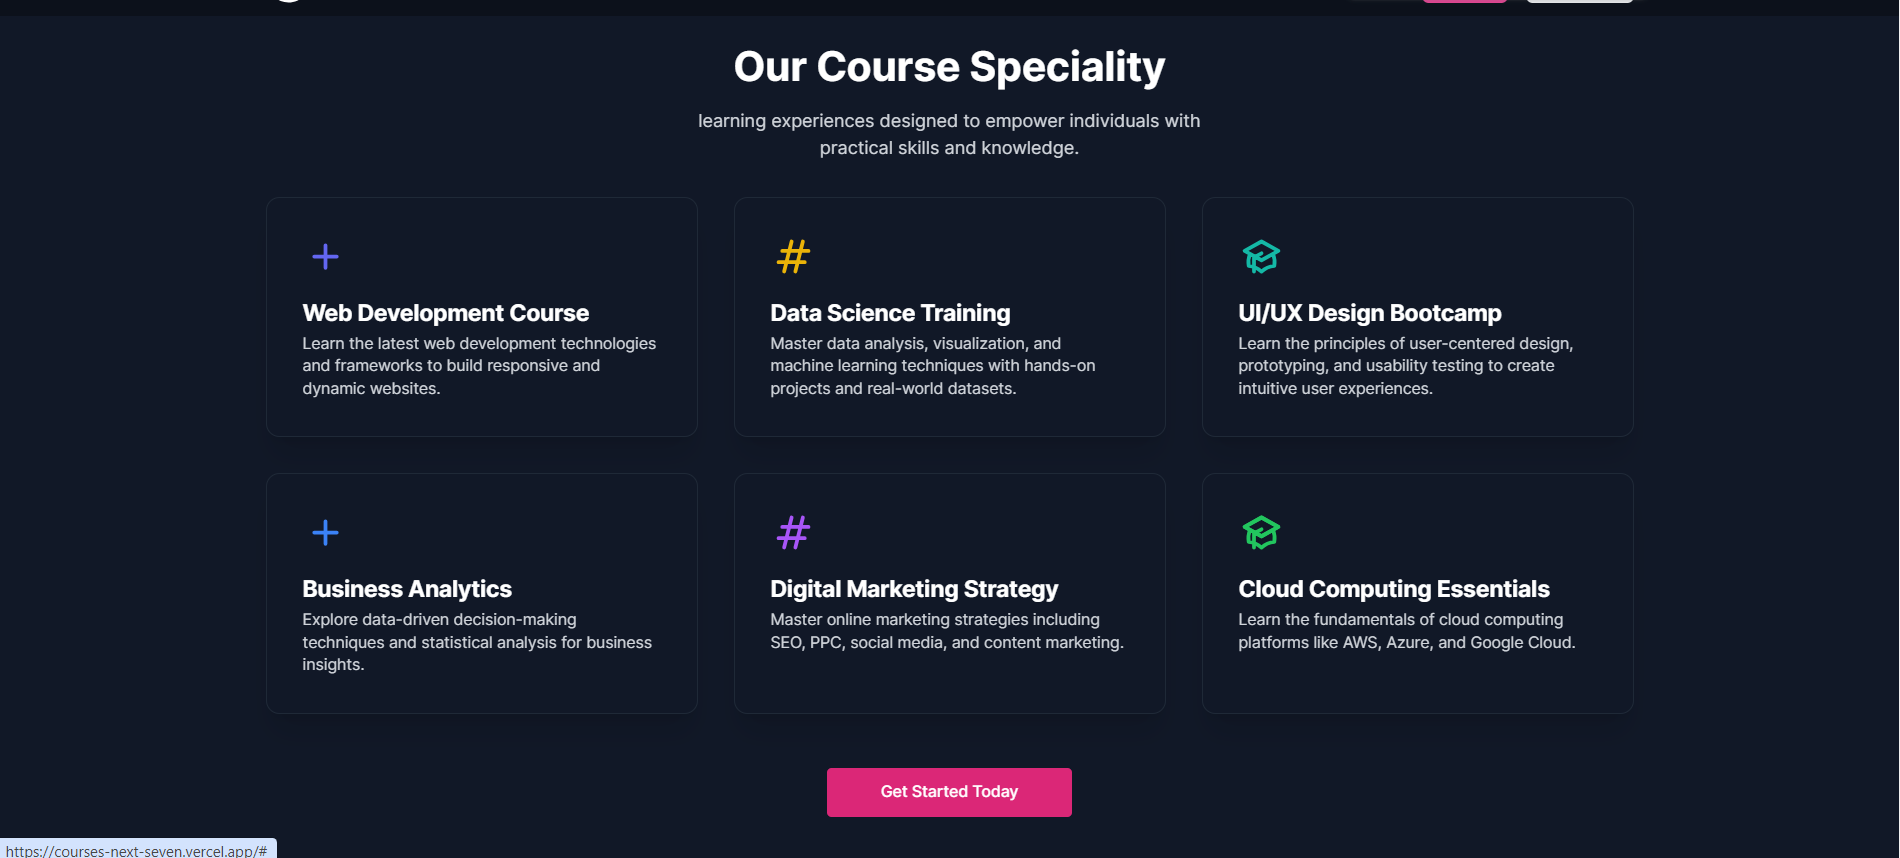 Our Course Speciality
learning experiences designed to empower individuals with
practical skills and knowledge.
Web Development Course
Learn the latest web development technologies
and frameworks to build responsive and
dynamic websites.
Data Science Training
Master data analysis, visualization, and
machine learning techniques with hands-on
projects and real-world datasets.
UI/UX Design Bootcamp
Learn the principles of user-centered design,
prototyping, and usability testing to create
intuitive user experiences.
Business Analytics
Explore data-driven decision-making
techniques and statistical analysis for business
insights.
Digital Marketing Strategy
Master online marketing strategies including
SEO, PPC, social media, and content marketing.
Cloud Computing Essentials
Learn the fundamentals of cloud computing
platforms like AWS, Azure, and Google Cloud.
Get Started Today
https://courses-next-seven.vercel.app/#